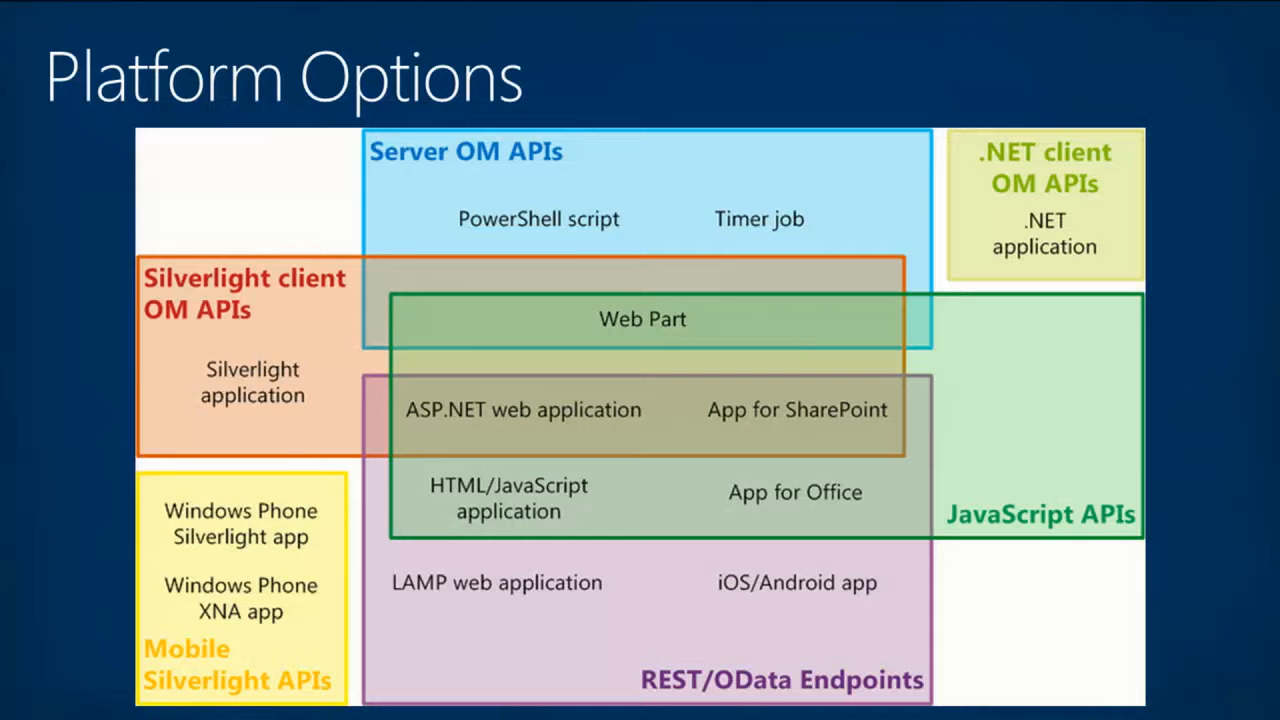 Platform Options
Server OM APIs
.NET client
OM APIs
PowerShell script
Timer job
.NET
application
Silverlight client
OM APIs
Web Part
Silverlight
application
ASP.NET web application
App for SharePoint
HTML/JavaScript
application
App for Office
JavaScript APIs
Windows Phone
Silverlight app
Windows Phone
XNA app
Mobile
Silverlight APIs
LAMP web application
iOS/Android app
REST/OData Endpoints